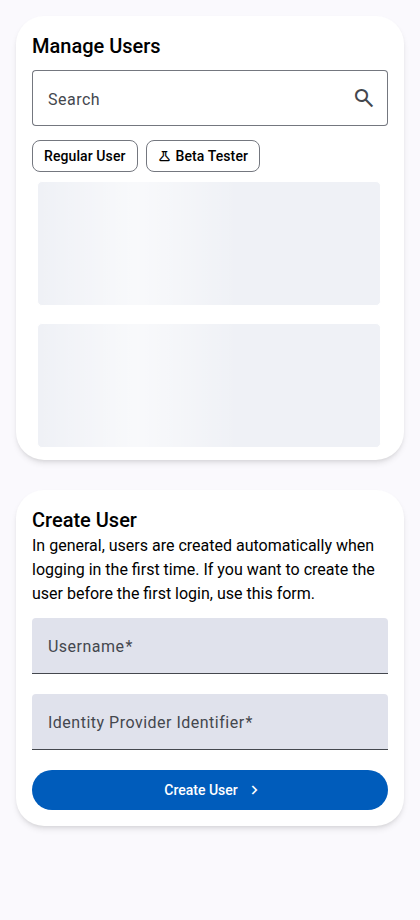 Manage Users
Search
Regular User
Beta Tester
Create User
In general, users are created automatically when
logging in the first time. If you want to create the
user before the first login, use this form.
Username*
Identity Provider Identifier*
Create User